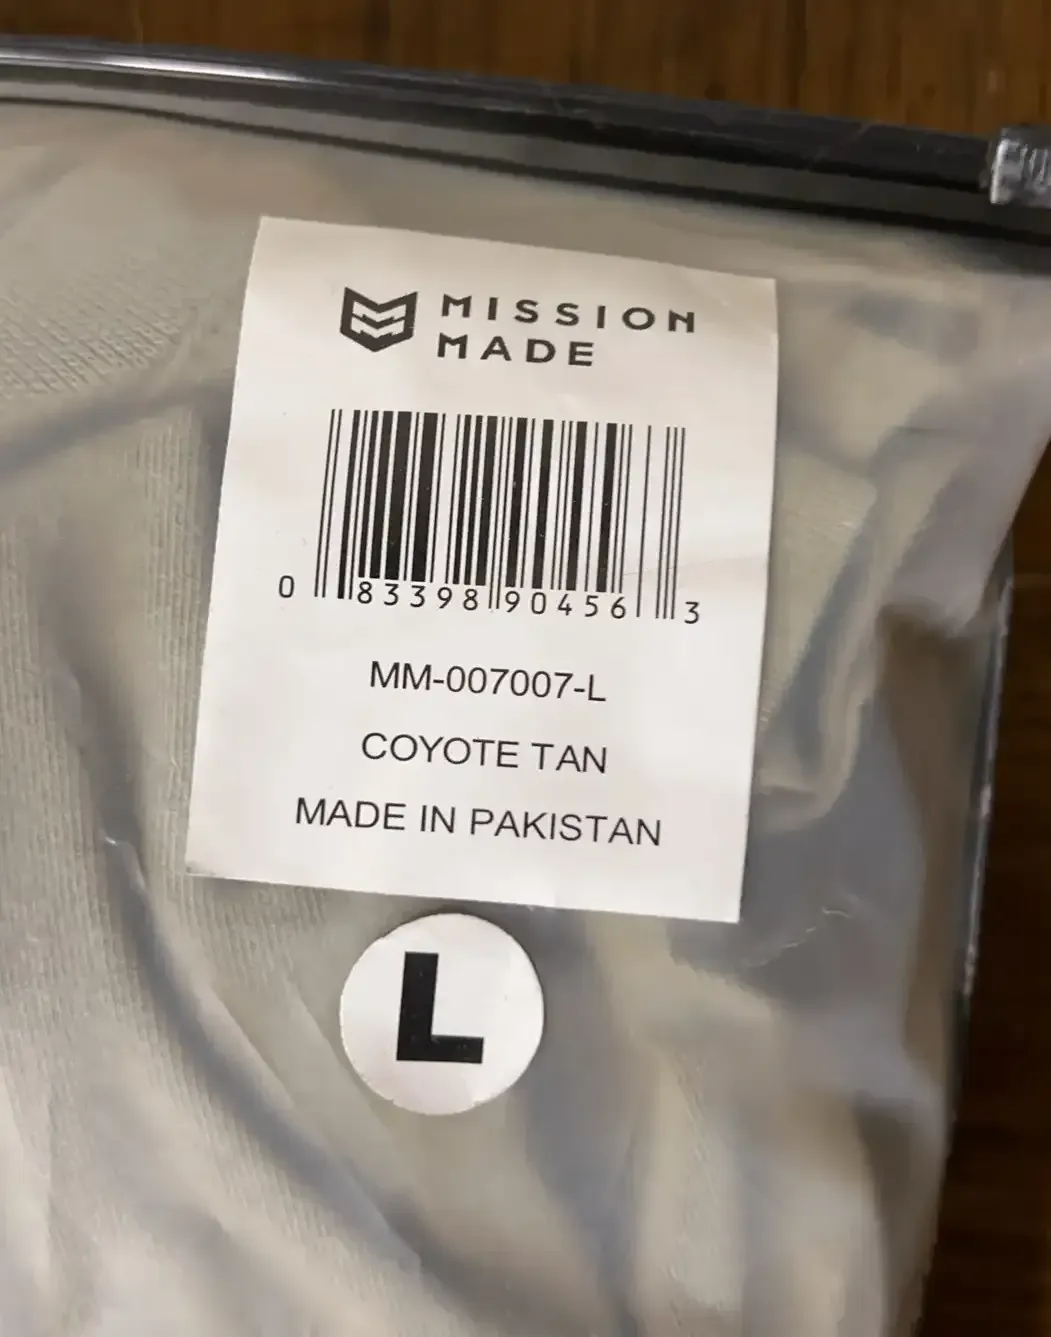 MISSION
MADE
0 83398 90456 3
MM-007007-L
COYOTE TAN
MADE IN PAKISTAN
L